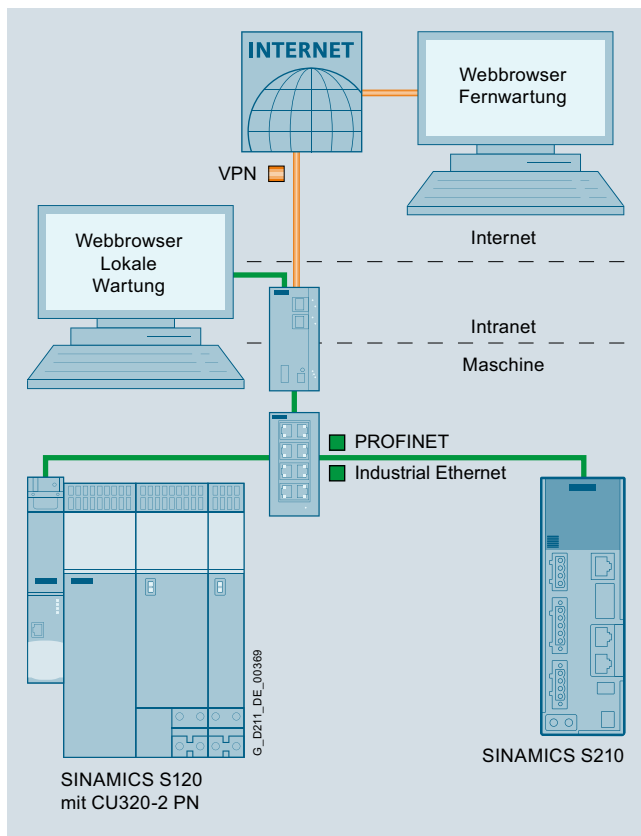 INTERNET
Webbrowser
Fernwartung
VPN
Webbrowser
Lokale
Wartung
Internet
Intranet
Maschine
PROFINET
Industrial Ethernet
G_D211_DE_00369
SINAMICS S120
mit CU320-2 PN
SINAMICS S210